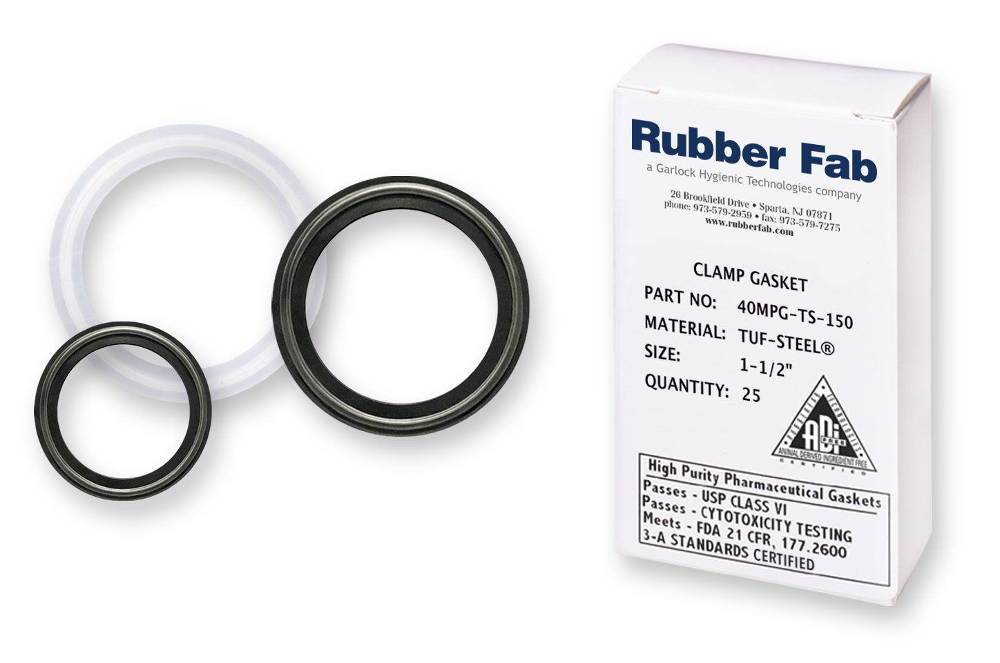 Rubber Fab
a Garlock Hygienic Technologies company
26 Brookfield Drive • Sparta, NJ 07871
phone: 973-579-2959 • fax: 973-579-7275
www.rubberfab.com
CLAMP GASKET
PART NO: 40MPG-TS-150
MATERIAL: TUF-STEEL®
SIZE: 1-1/2"
QUANTITY: 25
RUBBERFAB TECHNOLOGIES
ADi
FREE
ANIMAL DERIVED INGREDIENT FREE
CERTIFIED
High Purity Pharmaceutical Gaskets
Passes - USP CLASS VI
Passes - CYTOTOXICITY TESTING
Meets - FDA 21 CFR, 177.2600
3-A STANDARDS CERTIFIED